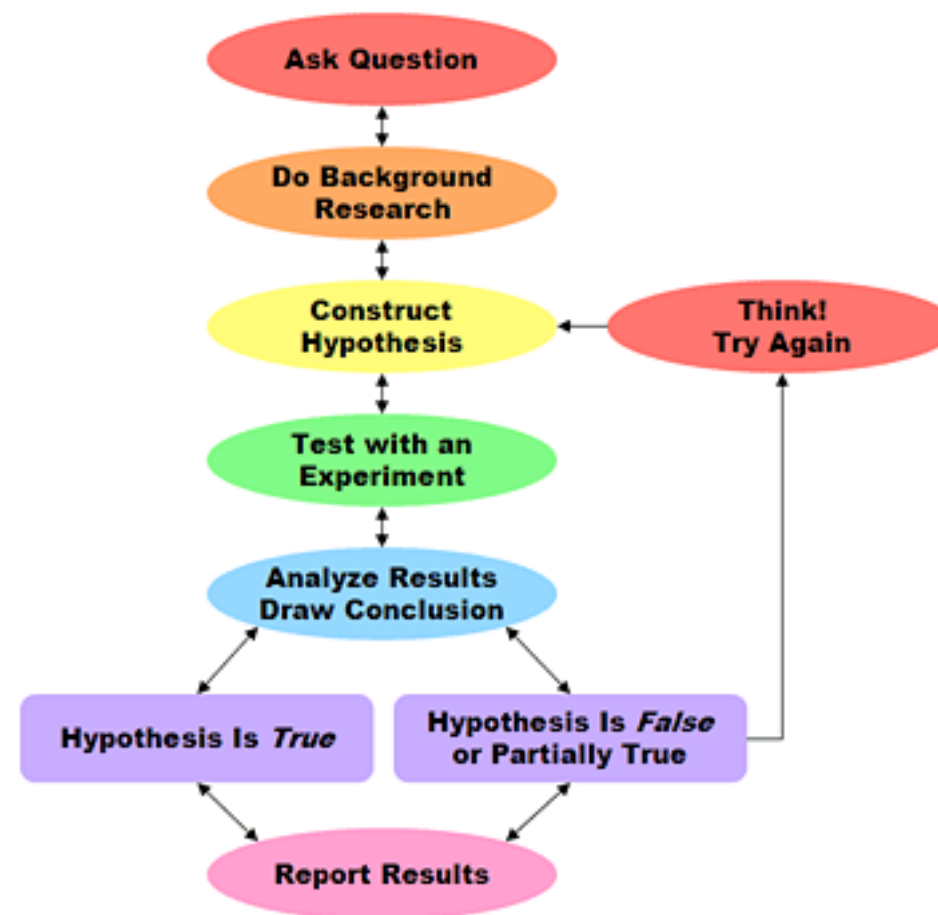 Ask Question
Do Background
Research
Construct
Hypothesis
Think!
Try Again
Test with an
Experiment
Analyze Results
Draw Conclusion
Hypothesis Is True
Hypothesis Is False
or Partially True
Report Results